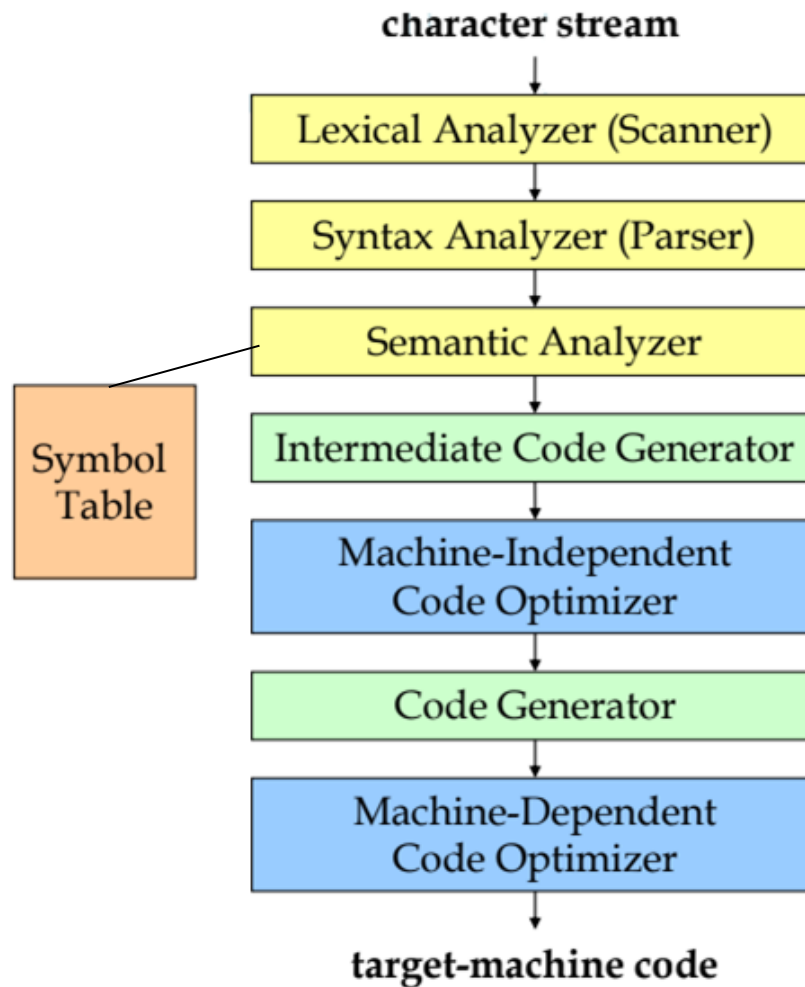 character stream
Lexical Analyzer (Scanner)
Syntax Analyzer (Parser)
Semantic Analyzer
Symbol
Table
Intermediate Code Generator
Machine-Independent
Code Optimizer
Code Generator
Machine-Dependent
Code Optimizer
target-machine code